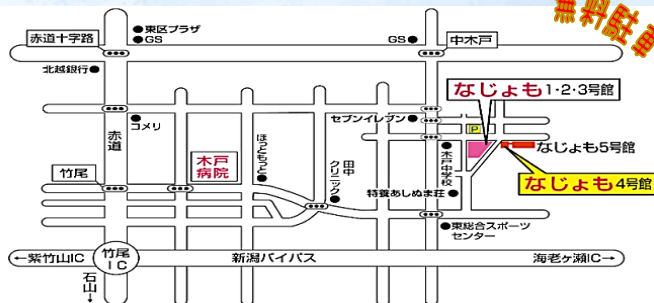 無料駐車
赤道十字路
東区プラザ
GS
GS
中木戸
北越銀行
なじょも1・2・3号館
コメリ
セブンイレブン
P
赤道
ほっともっと
木戸
病院
田中
クリニック
木戸中学校
なじょも5号館
竹尾
なじょも4号館
特養あしぬま荘
東総合スポーツ
センター
←紫竹山IC
竹尾
IC
新潟バイパス
海老ヶ瀬IC→
石山→